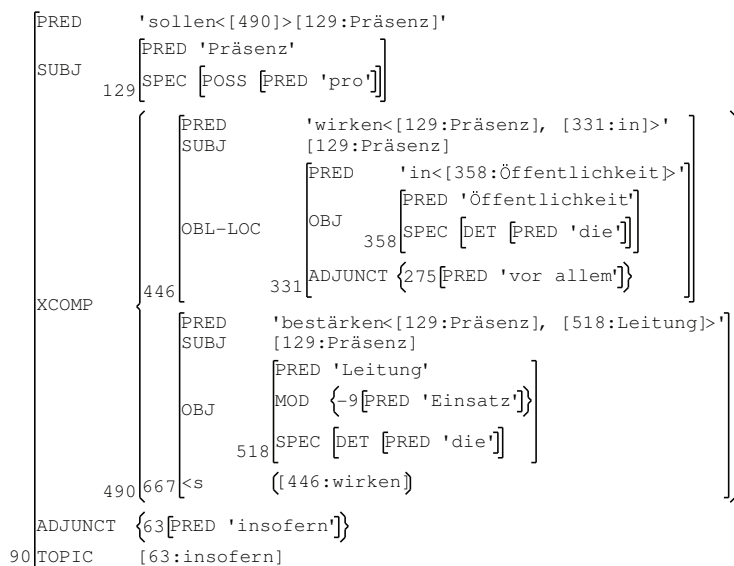 PRED 'sollen<[490]>[129:Präsenz]'
PRED 'Präsenz'
SUBJ
129 SPEC POSS PRED 'pro'
PRED 'wirken<[129:Präsenz], [331:in]>'
SUBJ [129:Präsenz]
PRED 'in<[358:Öffentlichkeit]>'
PRED 'Öffentlichkeit'
OBL-LOC OBJ
358 SPEC DET PRED 'die'
446 331 ADJUNCT {275[PRED 'vor allem']}
XCOMP
PRED 'bestärken<[129:Präsenz], [518:Leitung]>'
SUBJ [129:Präsenz]
PRED 'Leitung'
MOD {-9[PRED 'Einsatz']}
OBJ
518 SPEC DET PRED 'die'
490 667 <s ([446:wirken])
ADJUNCT {63[PRED 'insofern']}
90 TOPIC [63:insofern]